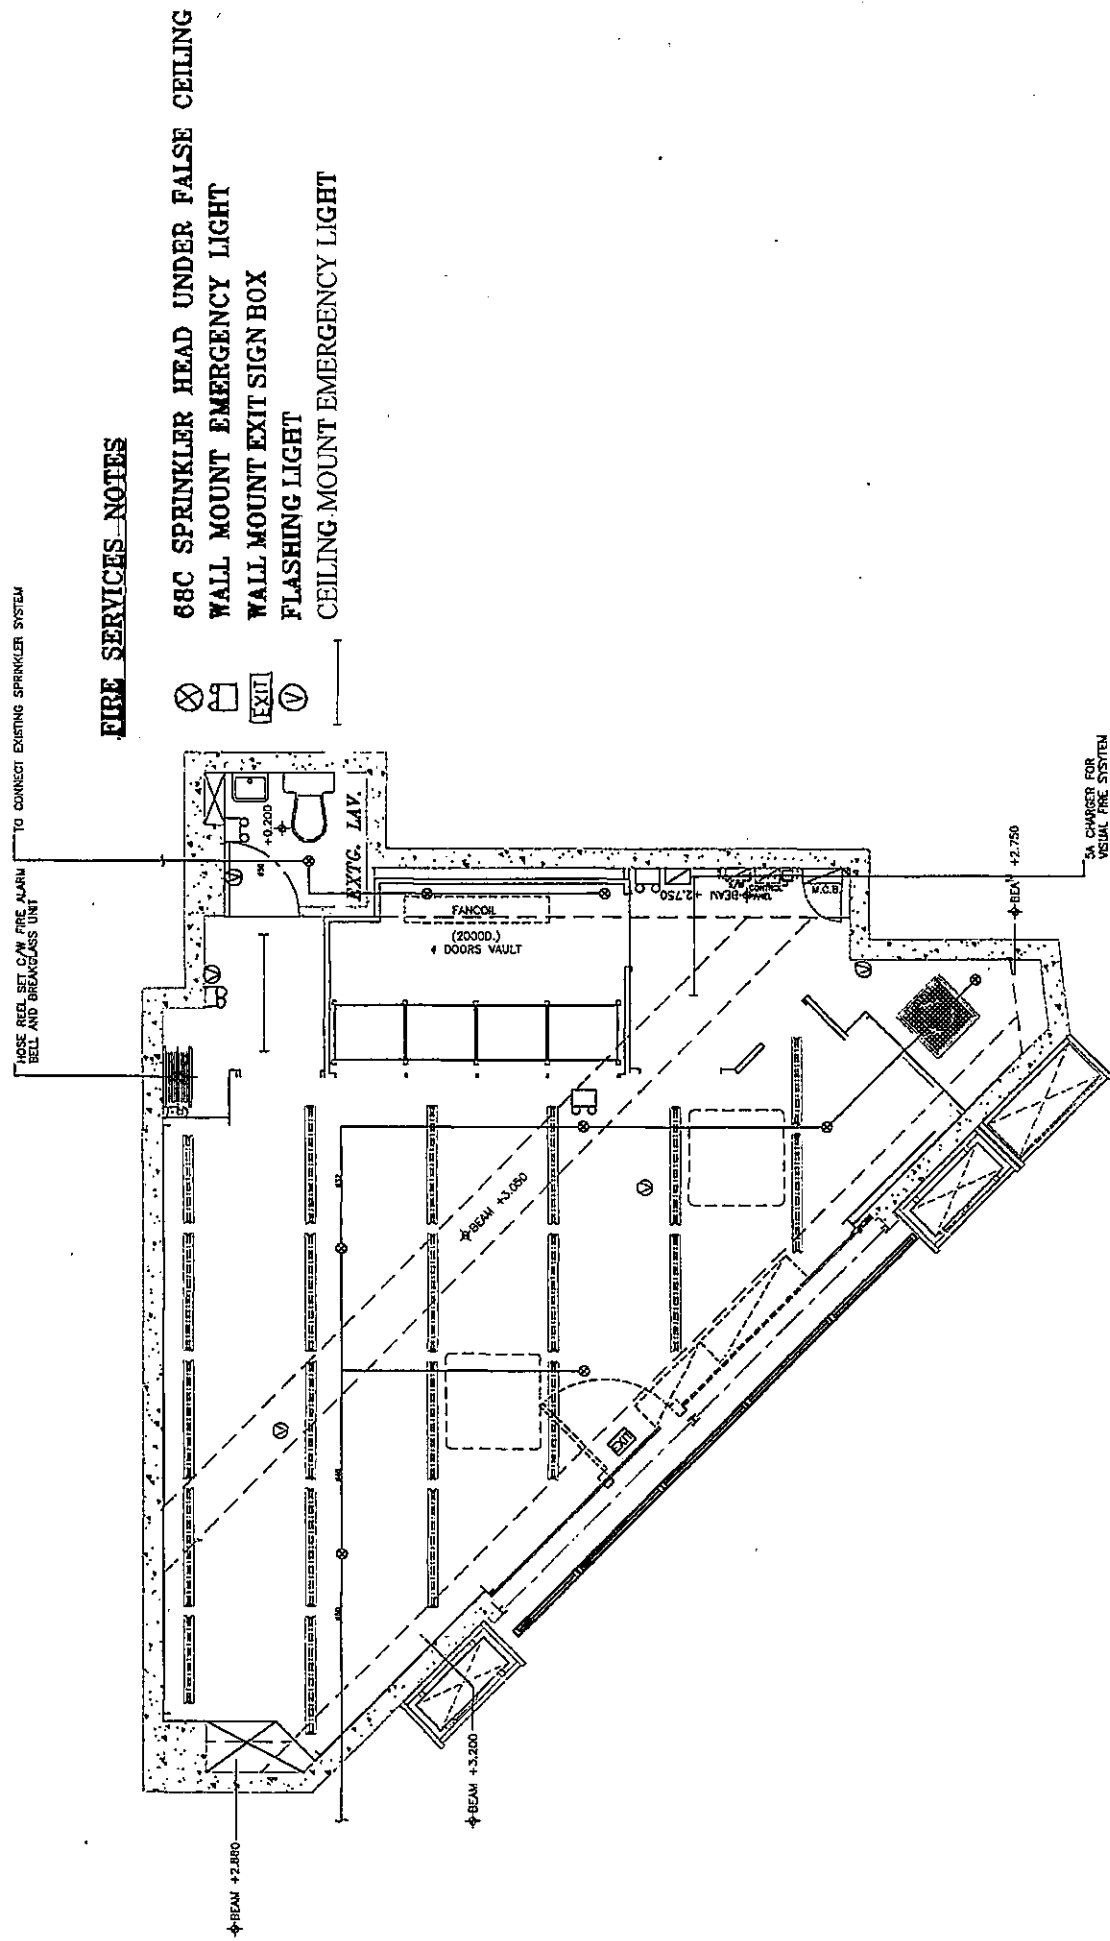 HOSE REEL SET C/W FIRE ALARM
BELL AND BREAKGLASS UNIT
TO CONNECT EXISTING SPRINKLER SYSTEM
FIRE SERVICES NOTES
68C SPRINKLER HEAD UNDER FALSE CEILING
WALL MOUNT EMERGENCY LIGHT
EXIT
WALL MOUNT EXIT SIGN BOX
V
FLASHING LIGHT
CEILING MOUNT EMERGENCY LIGHT
+0.200
EXTG. LAV.
V
V
FANCOIL
(2000D.)
4 DOORS VAULT
BEAM +2.750
M.C.B.
V
BEAM +2.750
5A CHARGER FOR
VISUAL FIRE SYSYTEM
BEAM +3.050
V
V
EXIT
BEAM +3.200
BEAM +2.880